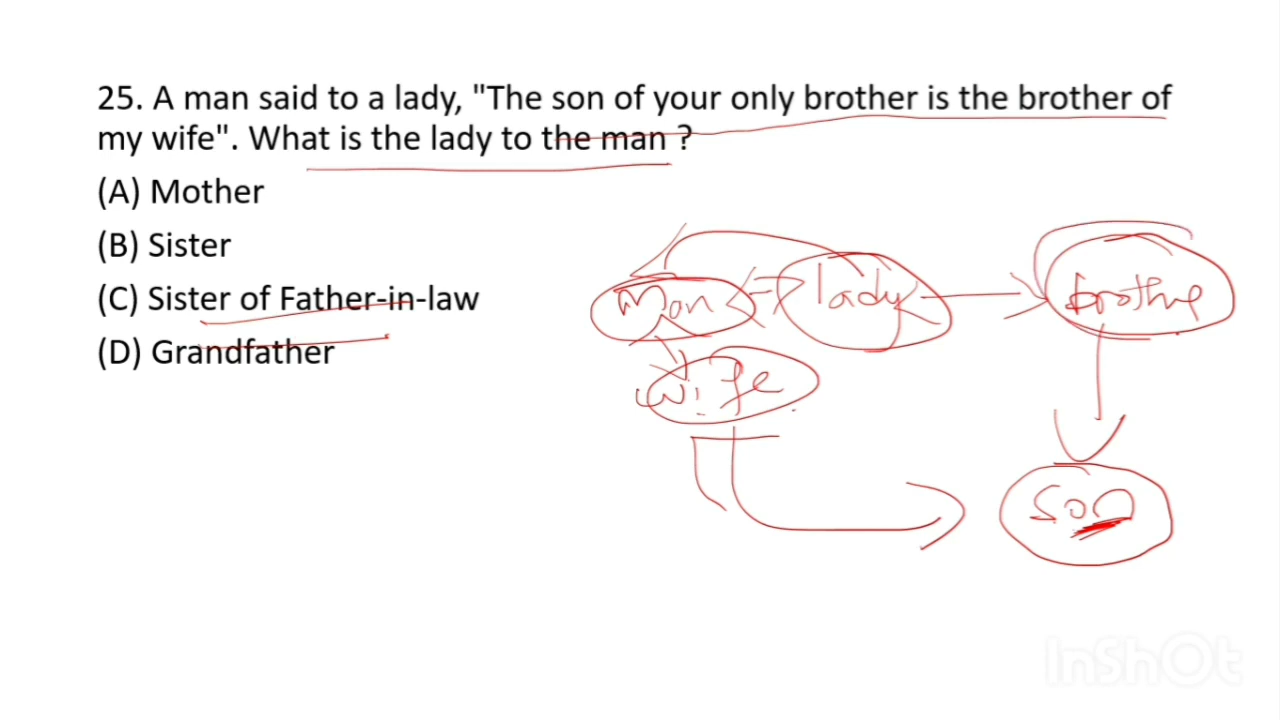 25. A man said to a lady, "The son of your only brother is the brother of
my wife". What is the lady to the man ?
(A) Mother
(B) Sister
(C) Sister of Father-in-law
(D) Grandfather
Man lady brothe
wife
son
InShOt